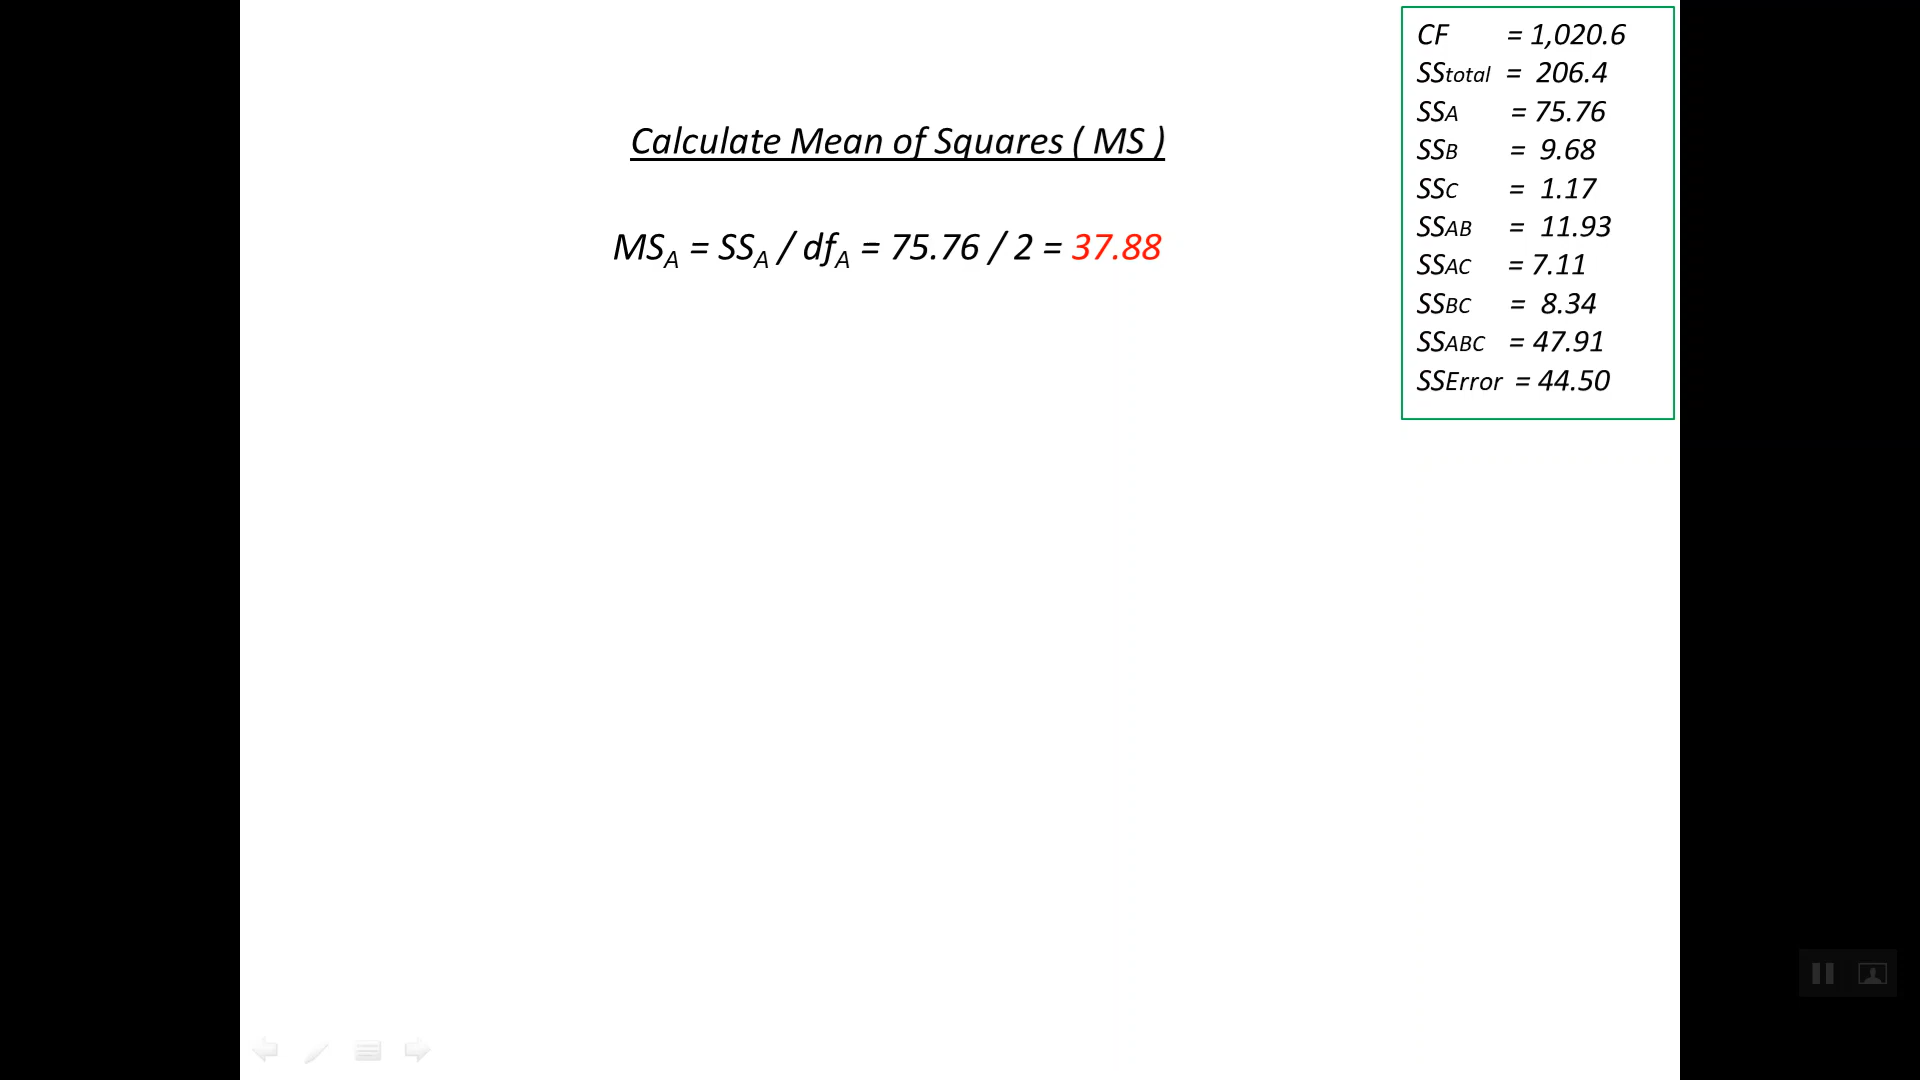 Calculate Mean of Squares ( MS )
MSA = SSA / dfA = 75.76 / 2 = 37.88
CF = 1,020.6
SStotal = 206.4
SSA = 75.76
SSB = 9.68
SSC = 1.17
SSAB = 11.93
SSAC = 7.11
SSBC = 8.34
SSABC = 47.91
SSError = 44.50